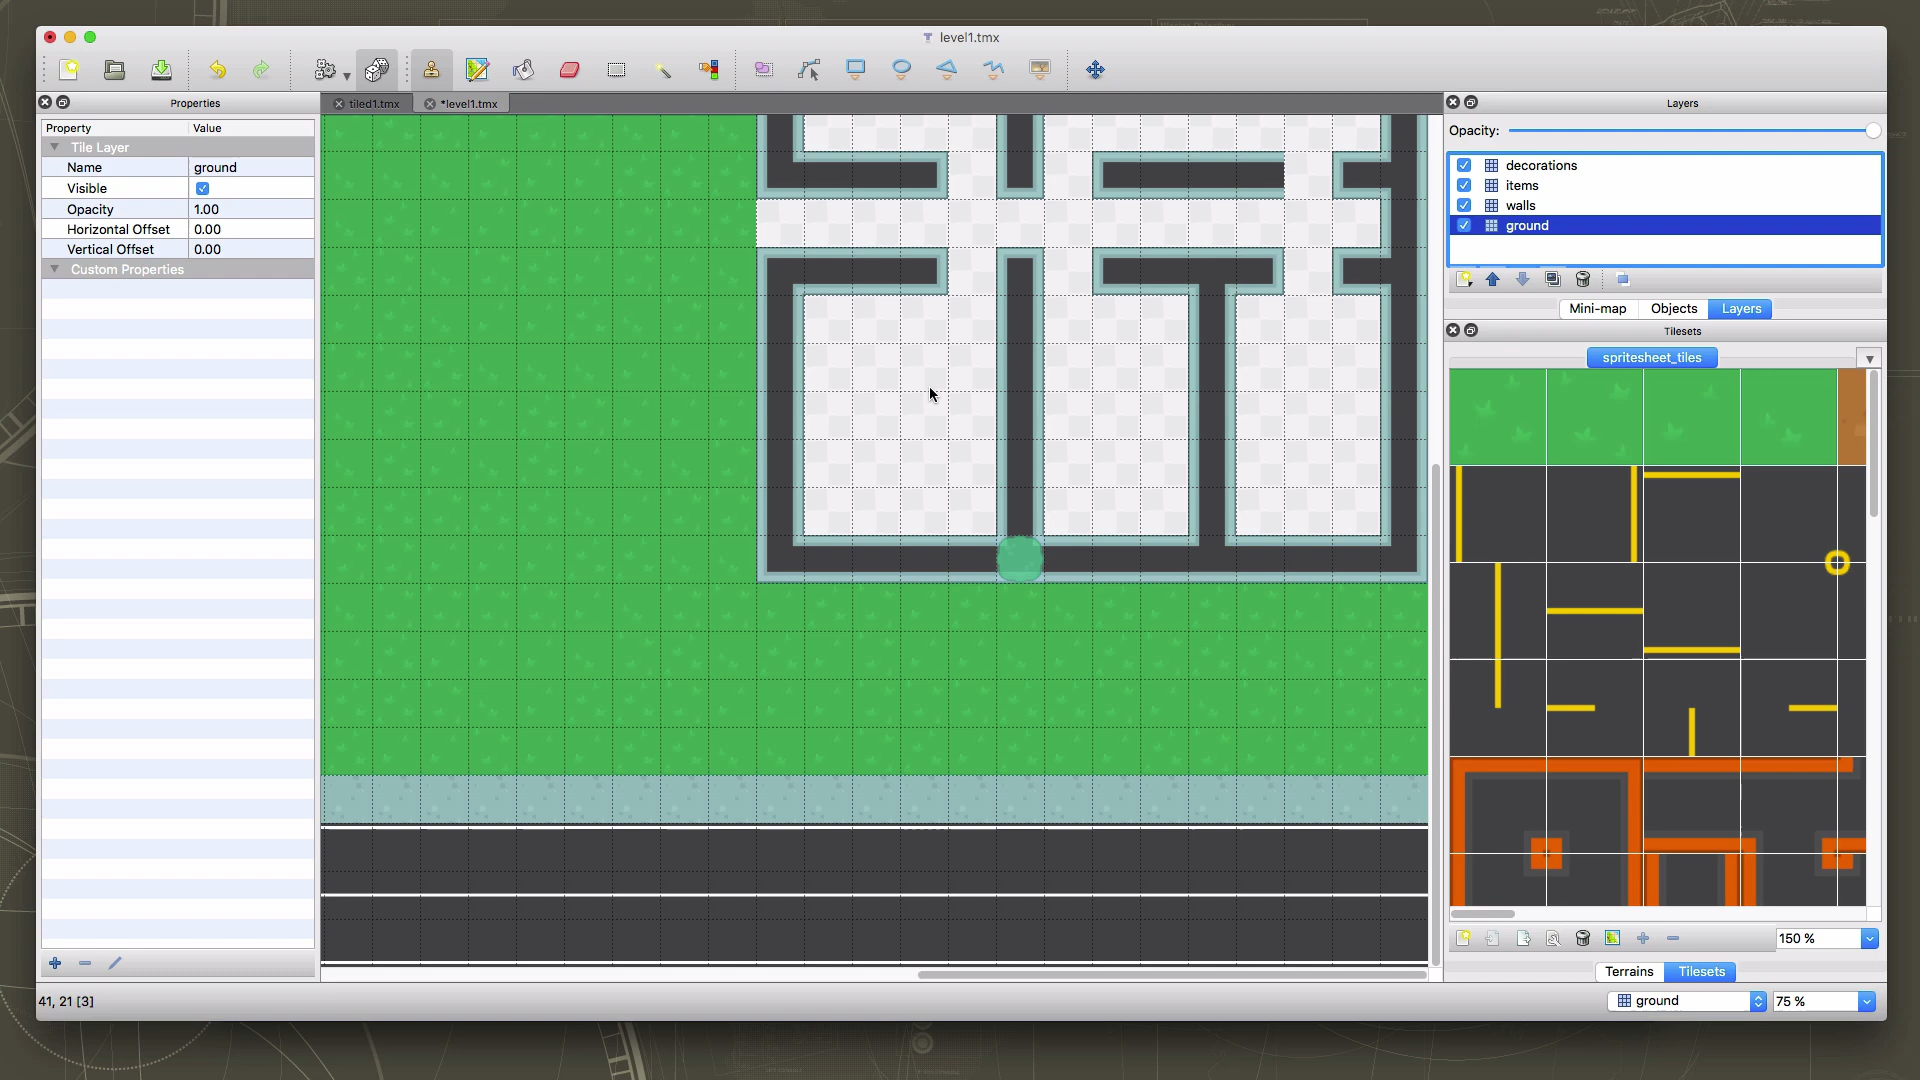 level1.tmx
Properties
tiled1.tmx
*level1.tmx
Layers
Property
Value
Tile Layer
Name
ground
Visible
Opacity
1.00
Horizontal Offset
0.00
Vertical Offset
0.00
Custom Properties
Opacity:
decorations
items
walls
ground
Mini-map
Objects
Layers
Tilesets
spritesheet_tiles
150 %
Terrains
Tilesets
41, 21 [3]
ground
75 %